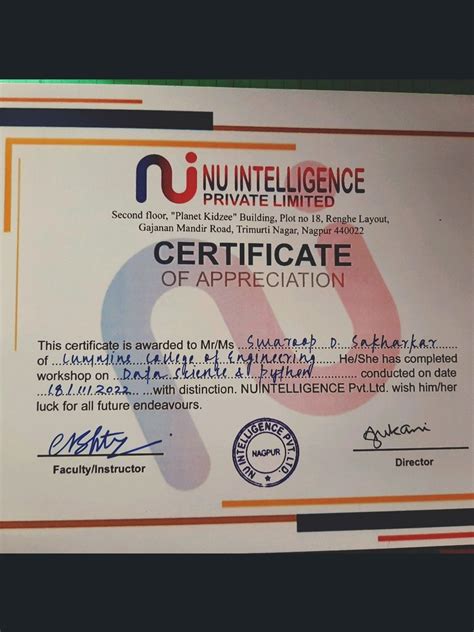 NU INTELLIGENCE
PRIVATE LIMITED
Second floor, "Planet Kidzee" Building, Plot no 18, Renghe Layout,
Gajanan Mandir Road, Trimurti Nagar, Nagpur 440022
CERTIFICATE
OF APPRECIATION
This certificate is awarded to Mr/Ms Swaroop D. Sakharkar
of Cummins College of Engineering He/She has completed
workshop on Data Science & Python conducted on date
18/11/2022 with distinction. NUINTELLIGENCE Pvt.Ltd. wish him/her
luck for all future endeavours.
Faculty/Instructor
NU INTELLIGENCE PVT. LTD.
NAGPUR
Director